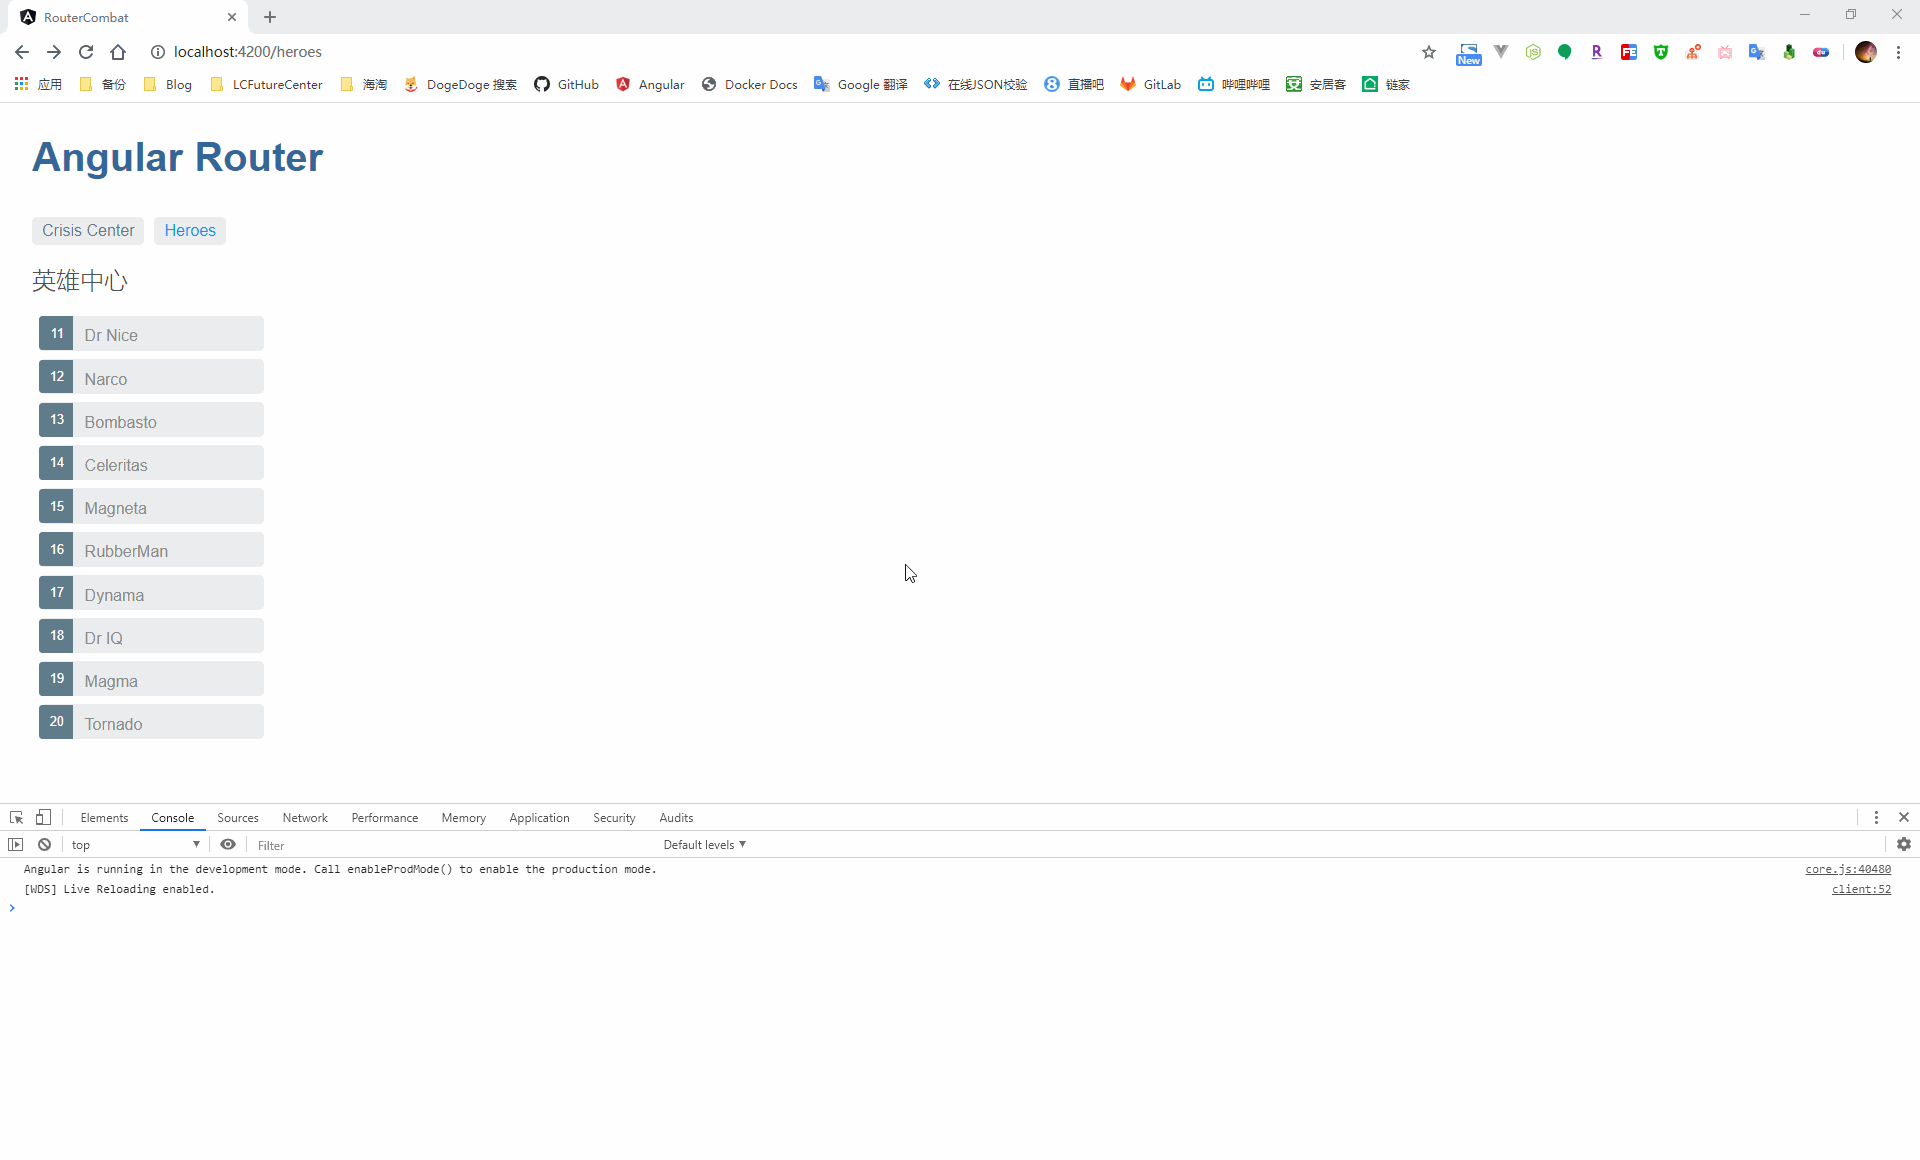 RouterCombat
localhost:4200/heroes
New
应用 备份 Blog LCFutureCenter 海淘 DogeDoge 搜索 GitHub Angular Docker Docs Google 翻译 在线JSON校验 直播吧 GitLab 哔哩哔哩 安居客 链家
Angular Router
Crisis Center Heroes
英雄中心
11 Dr Nice
12 Narco
13 Bombasto
14 Celeritas
15 Magneta
16 RubberMan
17 Dynama
18 Dr IQ
19 Magma
20 Tornado
Elements Console Sources Network Performance Memory Application Security Audits
top Filter Default levels
Angular is running in the development mode. Call enableProdMode() to enable the production mode. core.js:40480
[WDS] Live Reloading enabled. client:52